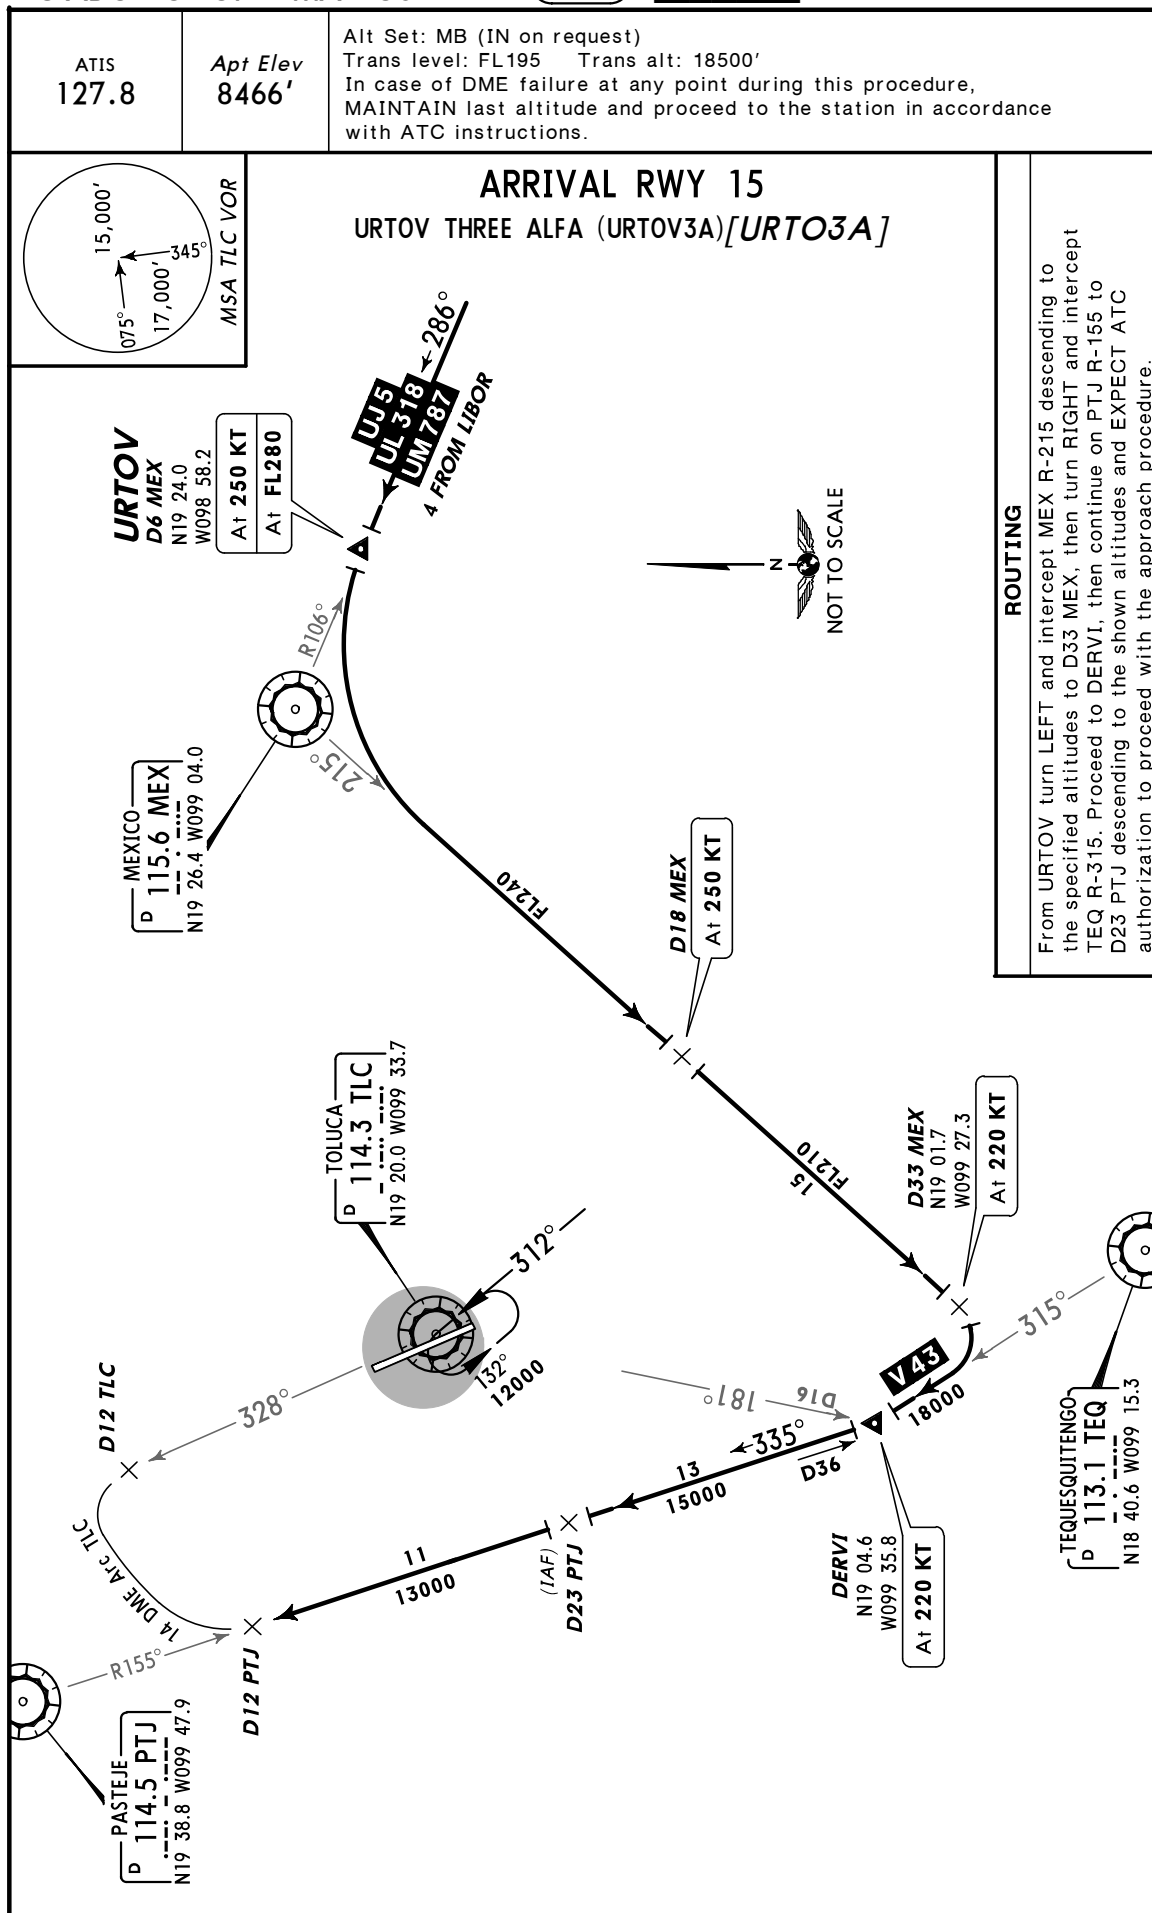 ATIS
127.8
Apt Elev
8466'
Alt Set: MB (IN on request)
Trans level: FL195 Trans alt: 18500'
In case of DME failure at any point during this procedure,
MAINTAIN last altitude and proceed to the station in accordance
with ATC instructions.
ARRIVAL RWY 15
URTOV THREE ALFA (URTOV3A)[URTO3A]
15,000'
345°
075°
17,000'
MSA TLC VOR
286°
UJ 5
UL 318
UM 787
4 FROM LIBOR
URTOV
D6 MEX
N19 24.0
W098 58.2
At 250 KT
At FL280
R106°
215°
MEXICO
D 115.6 MEX
N19 26.4 W099 04.0
N
NOT TO SCALE
FL240
D18 MEX
At 250 KT
15
FL210
D33 MEX
N19 01.7
W099 27.3
At 220 KT
TOLUCA
D 114.3 TLC
N19 20.0 W099 33.7
312°
132°
12000
328°
D12 TLC
14 DME Arc TLC
315°
V 43
18000
TEQUESQUITENGO
D 113.1 TEQ
N18 40.6 W099 15.3
181°
D16
335°
D36
DERVI
N19 04.6
W099 35.8
At 220 KT
13
15000
(IAF)
D23 PTJ
11
13000
D12 PTJ
R155°
PASTEJE
D 114.5 PTJ
N19 38.8 W099 47.9
ROUTING
From URTOV turn LEFT and intercept MEX R-215 descending to
the specified altitudes to D33 MEX, then turn RIGHT and intercept
TEQ R-315. Proceed to DERVI, then continue on PTJ R-155 to
D23 PTJ descending to the shown altitudes and EXPECT ATC
authorization to proceed with the approach procedure.